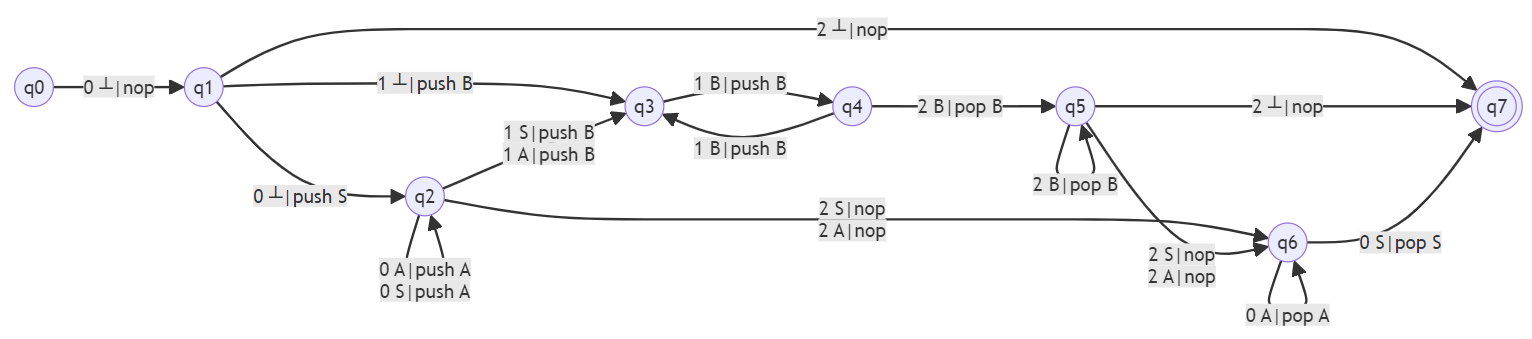 2 ⊥|nop
q0
0 ⊥|nop
q1
1 ⊥|push B
q3
1 B|push B
q4
2 B|pop B
q5
2 ⊥|nop
q7
1 S|push B
1 A|push B
1 B|push B
2 B|pop B
0 ⊥|push S
q2
2 S|nop
2 A|nop
q6
0 S|pop S
2 S|nop
2 A|nop
0 A|push A
0 S|push A
0 A|pop A